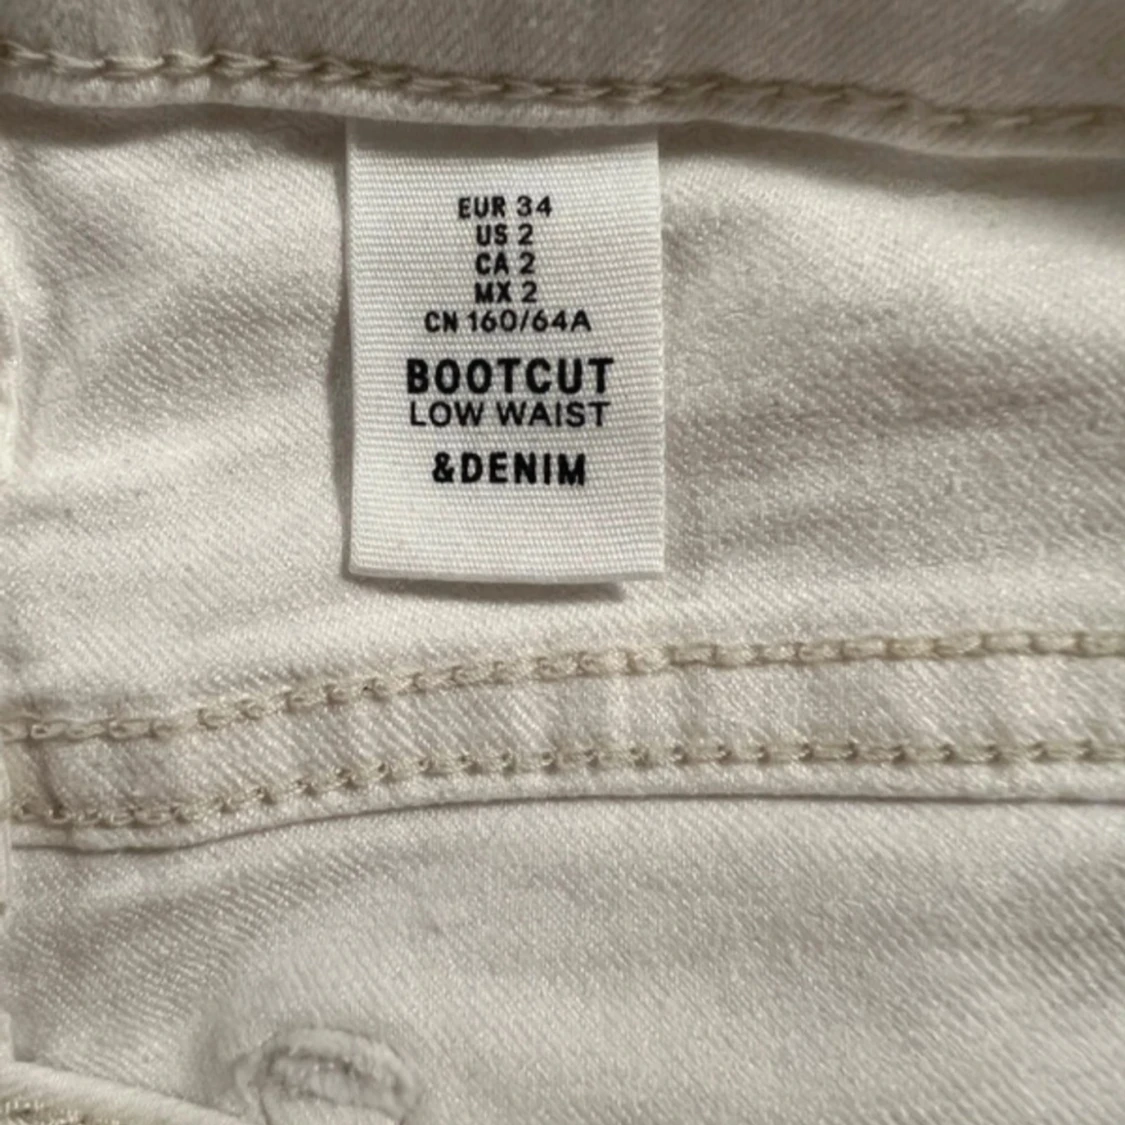 EUR 34
US 2
CA 2
MX 2
CN 160/64A
BOOTCUT
LOW WAIST
&DENIM